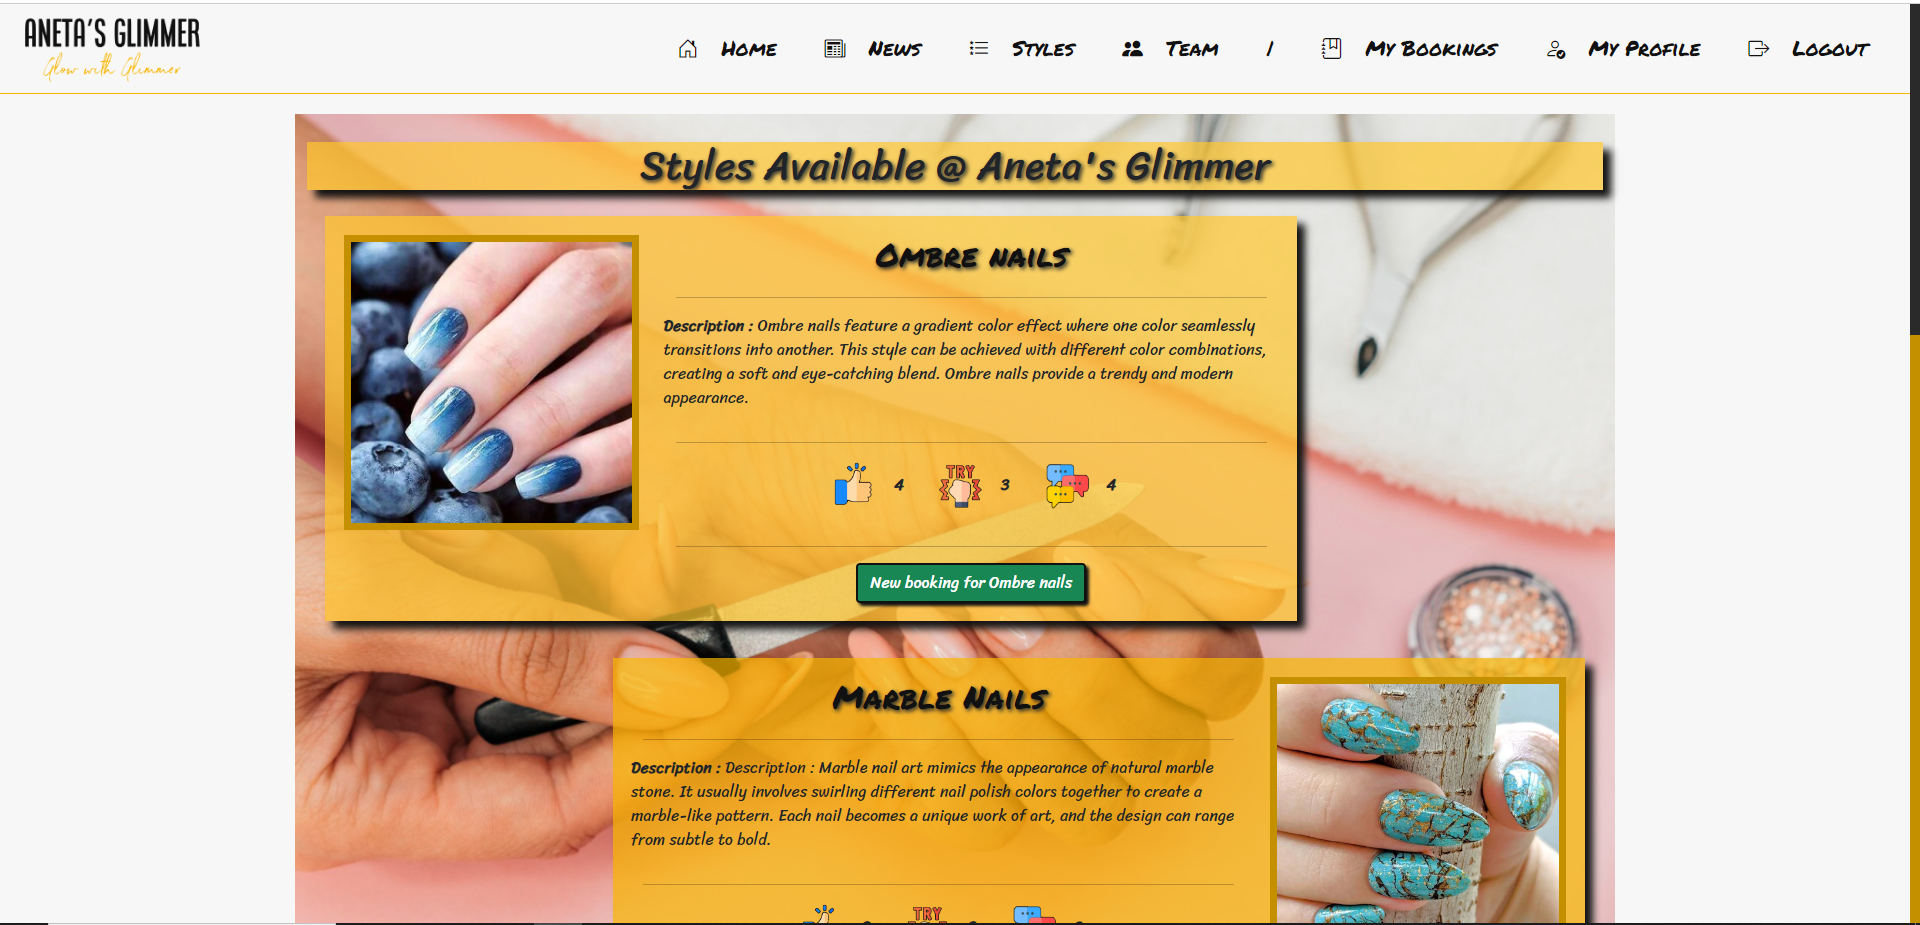 ANETA'S GLIMMER
Glow with Glimmer
Home News Styles Team / My Bookings My Profile Logout
Styles Available @ Aneta's Glimmer
Ombre nails
Description : Ombre nails feature a gradient color effect where one color seamlessly
transitions into another. This style can be achieved with different color combinations,
creating a soft and eye-catching blend. Ombre nails provide a trendy and modern
appearance.
4 TRY 3 4
New booking for Ombre nails
Marble Nails
Description : Description : Marble nail art mimics the appearance of natural marble
stone. It usually involves swirling different nail polish colors together to create a
marble-like pattern. Each nail becomes a unique work of art, and the design can range
from subtle to bold.
TRY